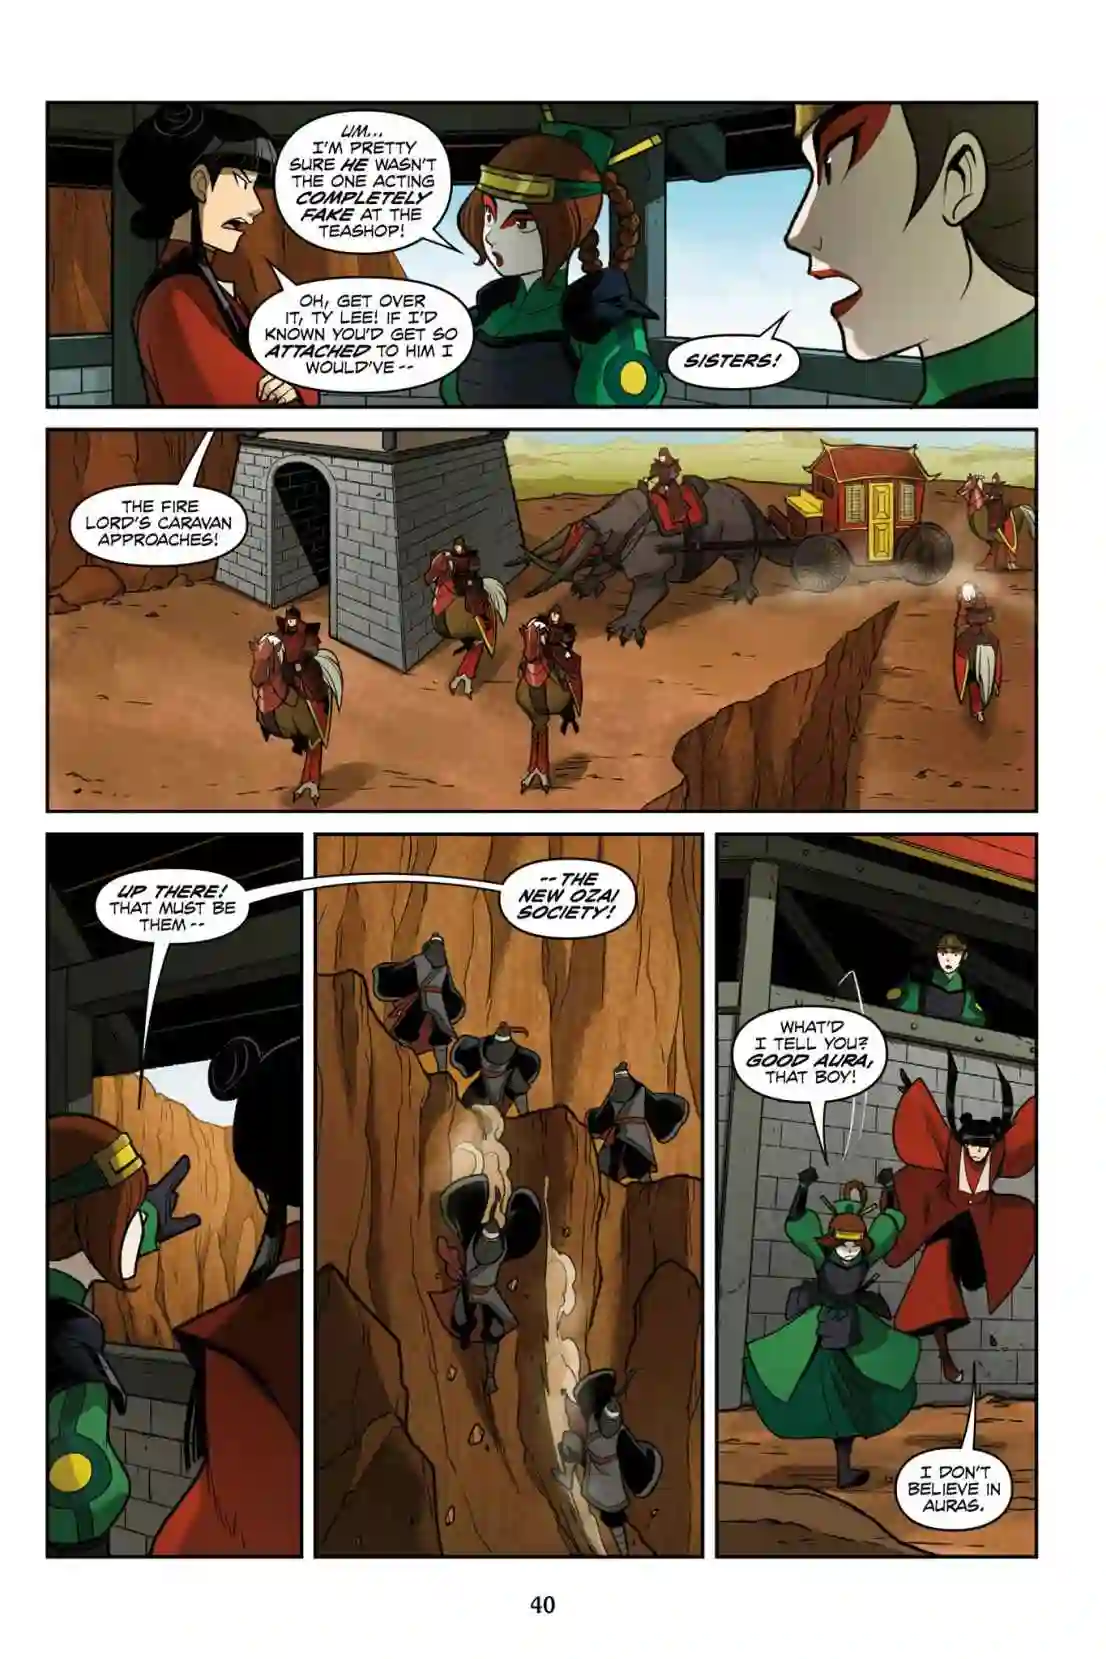 UM...
I'M PRETTY
SURE HE WASN'T
THE ONE ACTING
COMPLETELY
FAKE AT THE
TEASHOP!
OH, GET OVER
IT, TY LEE! IF I'D
KNOWN YOU'D GET SO
ATTACHED TO HIM I
WOULD'VE--
SISTERS!
THE FIRE
LORD'S CARAVAN
APPROACHES!
UP THERE!
THAT MUST BE
THEM--
--THE
NEW OZAI
SOCIETY!
WHAT'D
I TELL YOU?
GOOD AURA,
THAT BOY!
I DON'T
BELIEVE IN
AURAS.
40